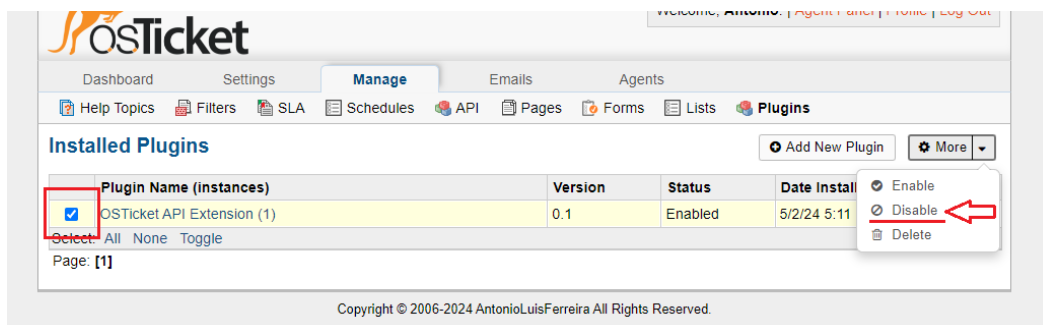 Welcome, Antonio. | Agent Panel | Profile | Log Out
osTicket
Dashboard Settings Manage Emails Agents
Help Topics Filters SLA Schedules API Pages Forms Lists Plugins
Installed Plugins Add New Plugin More
Plugin Name (instances) Version Status Date Install
Enable
OSTicket API Extension (1) 0.1 Enabled 5/2/24 5:11
Disable
Select: All None Toggle
Delete
Page: [1]
Copyright © 2006-2024 AntonioLuisFerreira All Rights Reserved.